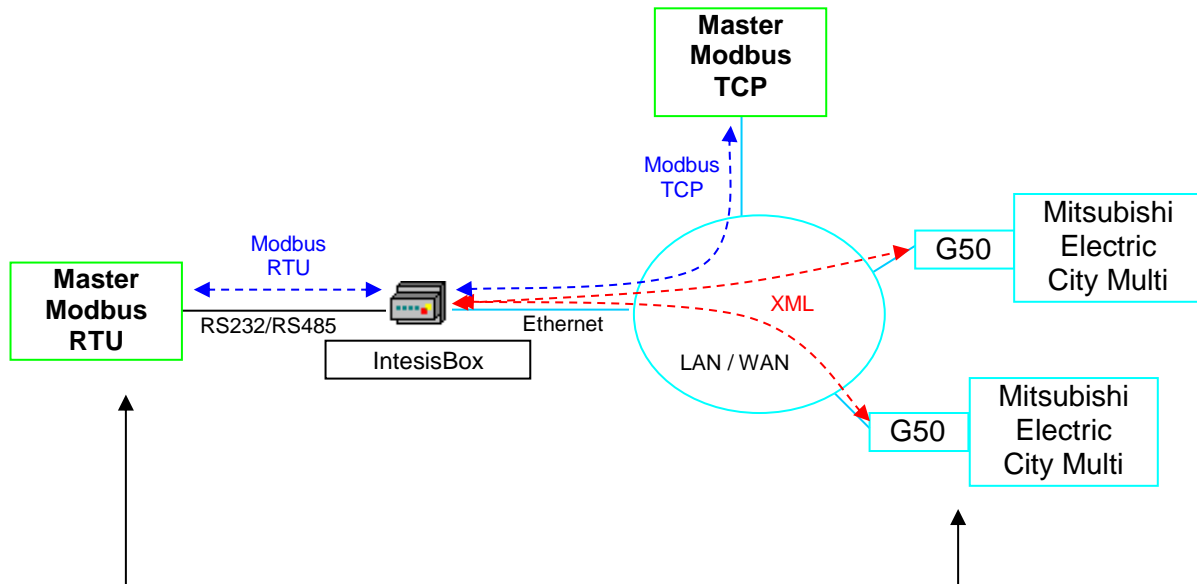 Master
Modbus
TCP
Modbus
TCP
Mitsubishi
Electric
City Multi
G50
Modbus
RTU
Master
Modbus
RTU
RS232/RS485
Ethernet
XML
IntesisBox
LAN / WAN
G50
Mitsubishi
Electric
City Multi